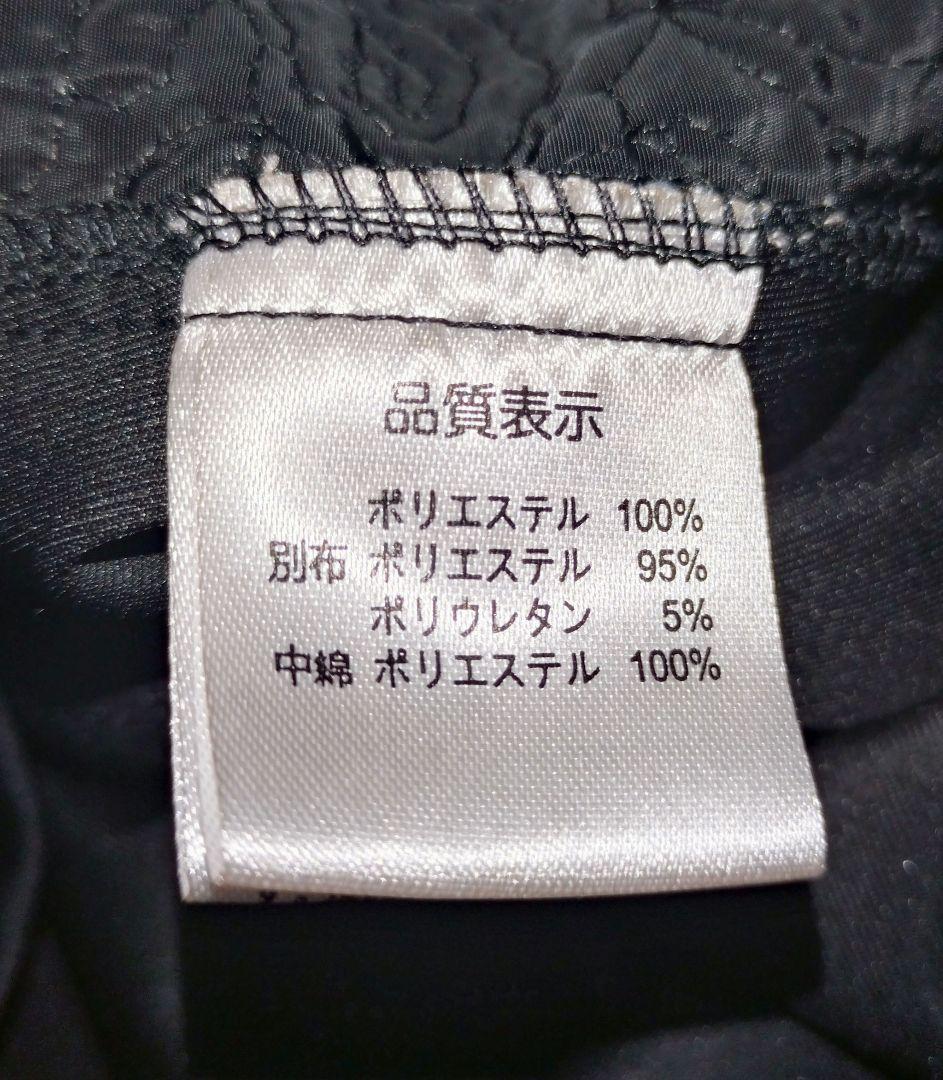 品質表示
ポリエステル 100%
別布 ポリエステル 95%
ポリウレタン 5%
中綿 ポリエステル 100%